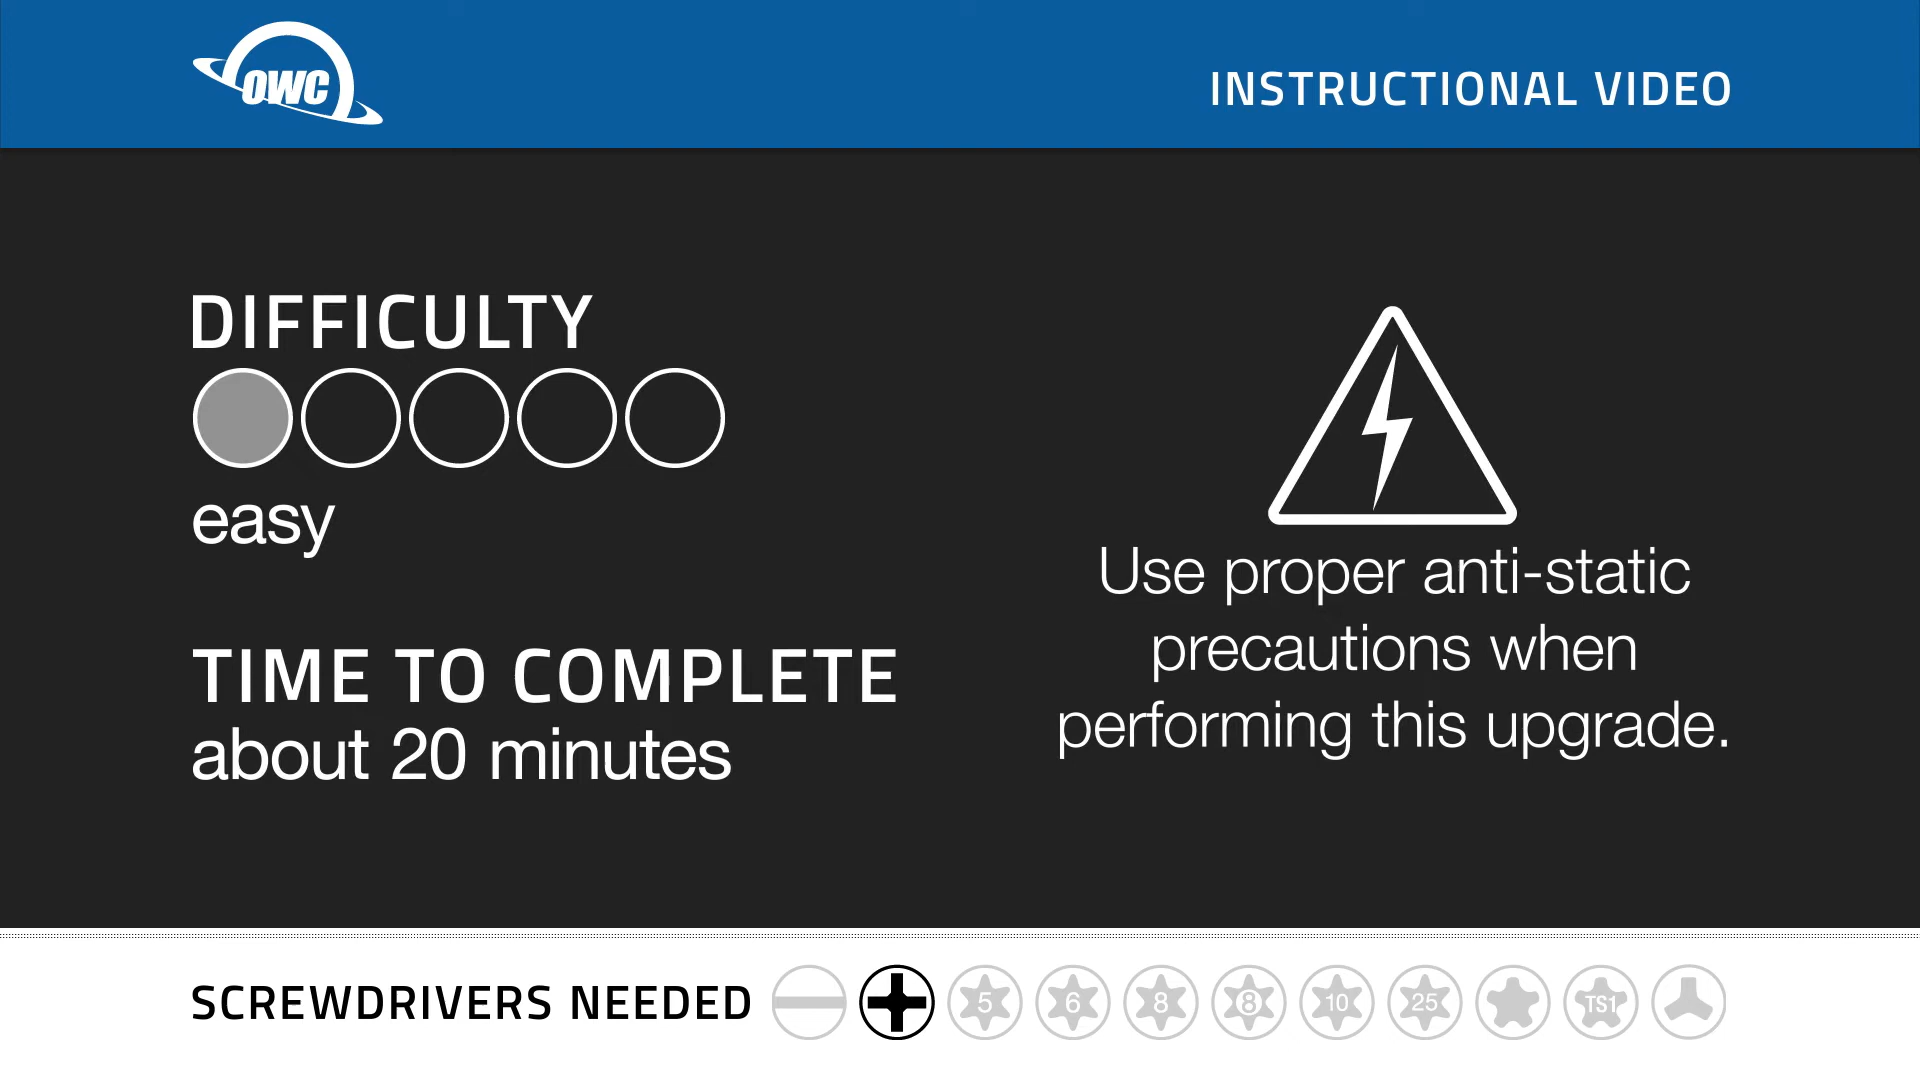 OWC
INSTRUCTIONAL VIDEO
DIFFICULTY
easy
TIME TO COMPLETE
about 20 minutes
Use proper anti-static
precautions when
performing this upgrade.
SCREWDRIVERS NEEDED 5 6 8 8 10 25 TS1